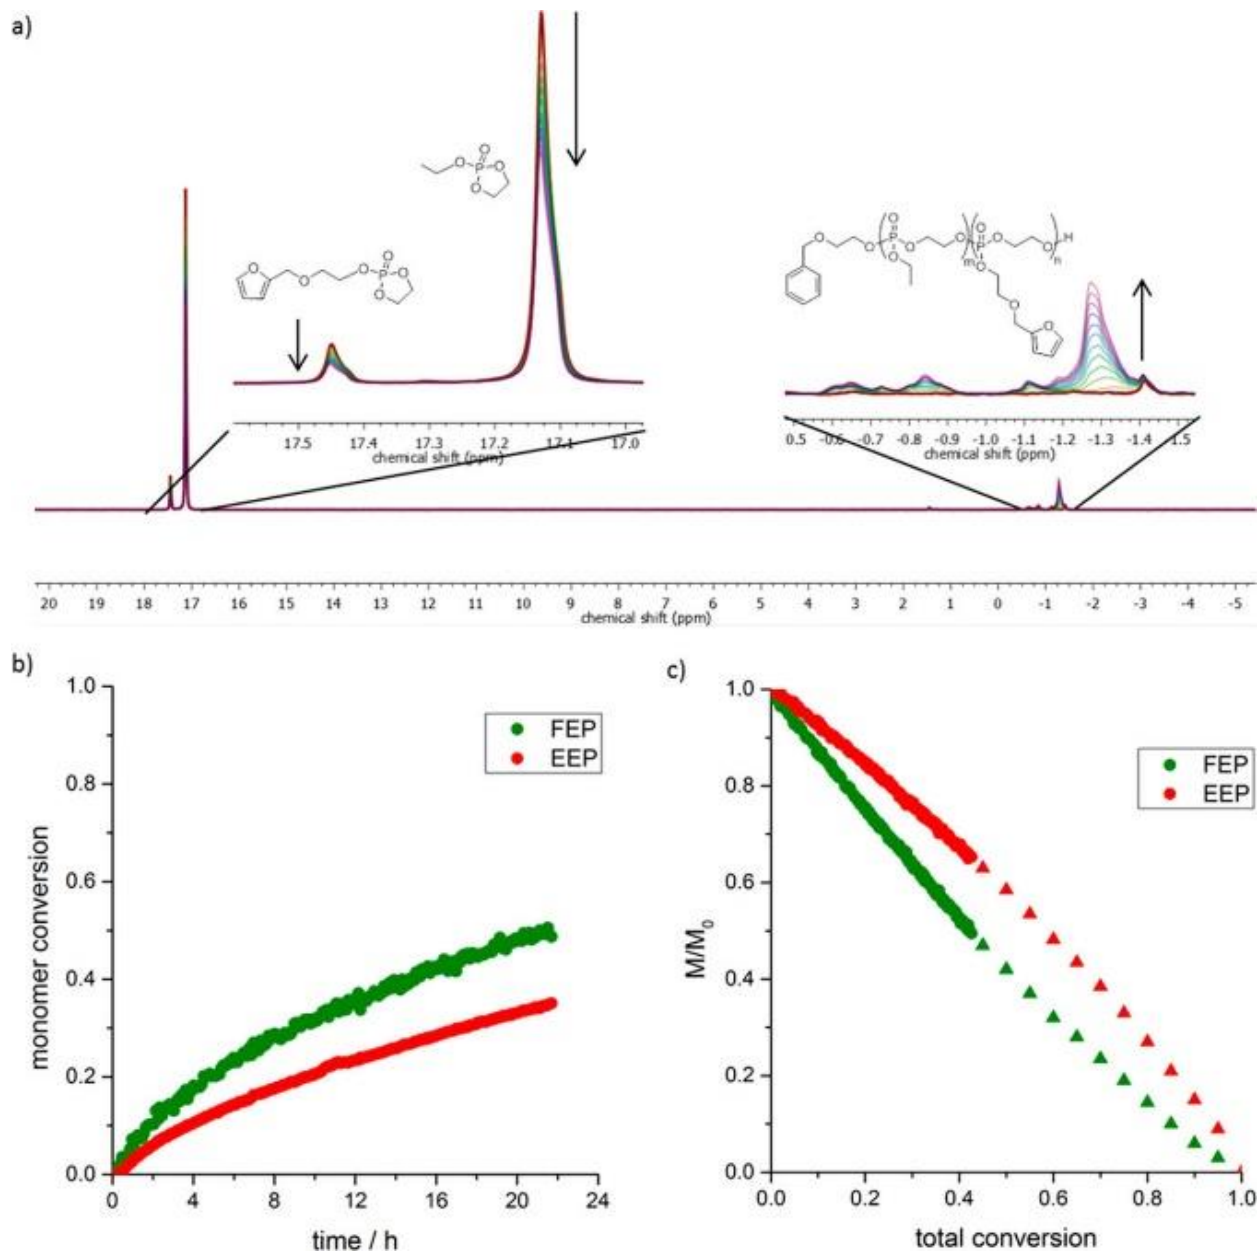 a)
O
O
P
O
O
O
O
O
O
P
O
O
O
O
O
P
O
O
O
m
O
P
O
O
O
n
H
O
O
O
17.5 17.4 17.3 17.2 17.1 17.0
chemical shift (ppm)
0.5 -0.6 -0.7 -0.8 -0.9 -1.0 -1.1 -1.2 -1.3 -1.4 1.5
chemical shift (ppm)
20 19 18 17 16 15 14 13 12 11 10 9 8 7 6 5 4 3 2 1 0 -1 -2 -3 -4 -5
chemical shift (ppm)
b)
1.0
0.8
0.6
0.4
0.2
0.0
monomer conversion
FEP
EEP
0 4 8 12 16 20 24
time / h
c)
1.0
0.8
0.6
0.4
0.2
0.0
M/M0
FEP
EEP
0.0 0.2 0.4 0.6 0.8 1.0
total conversion